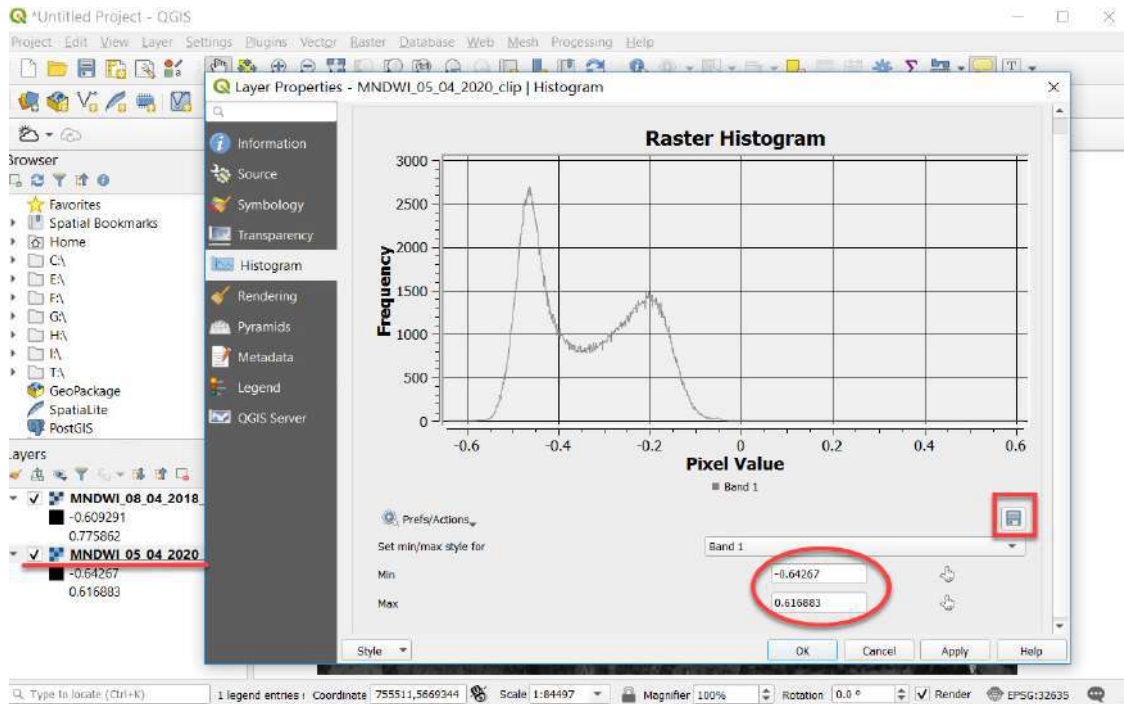 *Untitled Project - QGIS
Project Edit View Layer Settings Plugins Vector Raster Database Web Mesh Processing Help
Layer Properties - MNDWI_05_04_2020_clip | Histogram
Browser
Favorites
Spatial Bookmarks
Home
C:\
E:\
F:\
G:\
H:\
I:\
T:\
GeoPackage
SpatiaLite
PostGIS
Layers
MNDWI_08_04_2018_
-0.609291
0.775862
MNDWI_05_04_2020
-0.64267
0.616883
Information
Source
Symbology
Transparency
Histogram
Rendering
Pyramids
Metadata
Legend
QGIS Server
Raster Histogram
Frequency
3000
2500
2000
1500
1000
500
0
-0.6 -0.4 -0.2 0 0.2 0.4 0.6
Pixel Value
Band 1
Prefs/Actions
Set min/max style for Band 1
Min -0.64267
Max 0.616883
Style OK Cancel Apply Help
Type to locate (Ctrl+K) 1 legend entries Coordinate 755511,5669344 Scale 1:84497 Magnifier 100% Rotation 0.0 ° Render EPSG:32635